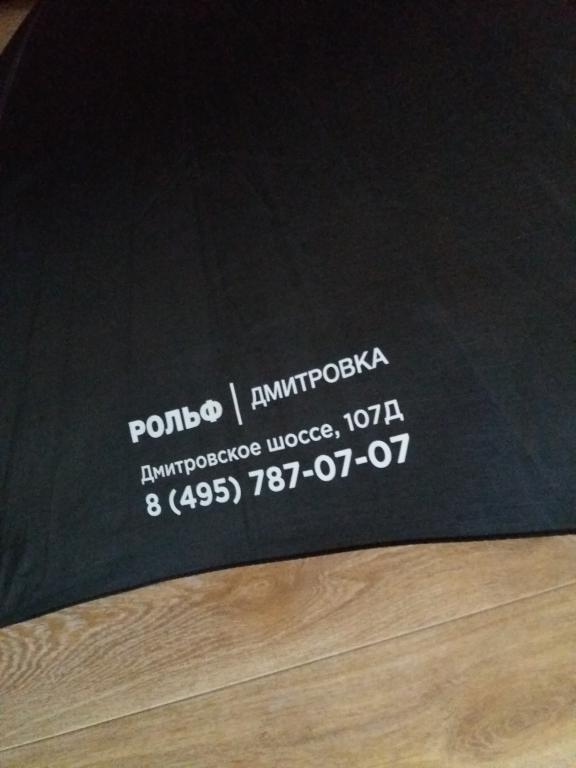 РОЛЬФ | ДМИТРОВКА
Дмитровское шоссе, 107Д
8 (495) 787-07-07